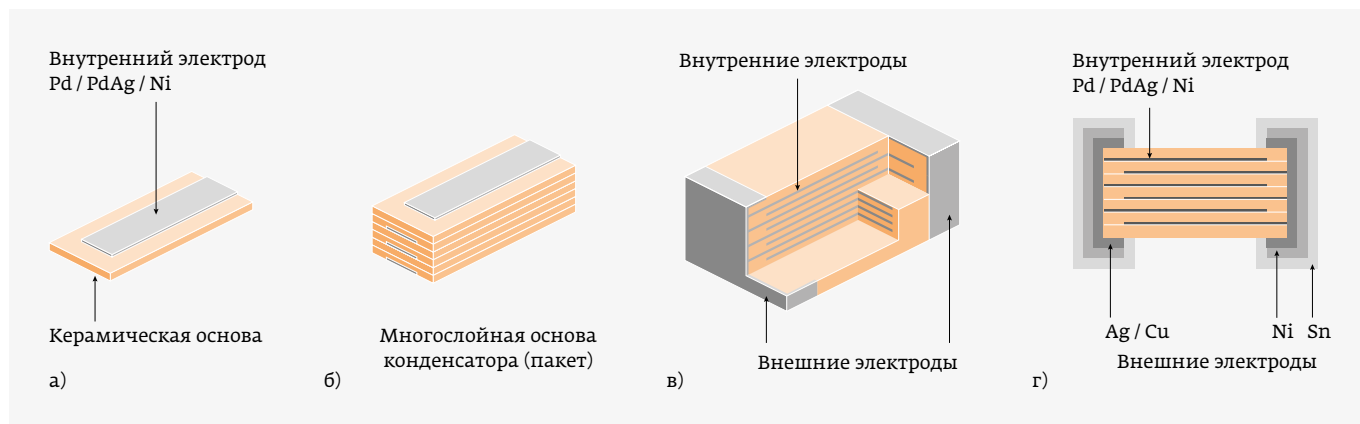 Внутренний электрод
Pd / PdAg / Ni
Керамическая основа
а)
Многослойная основа
конденсатора (пакет)
б)
Внутренние электроды
Внешние электроды
в)
Внутренний электрод
Pd / PdAg / Ni
Ag / Cu
Ni
Sn
Внешние электроды
г)